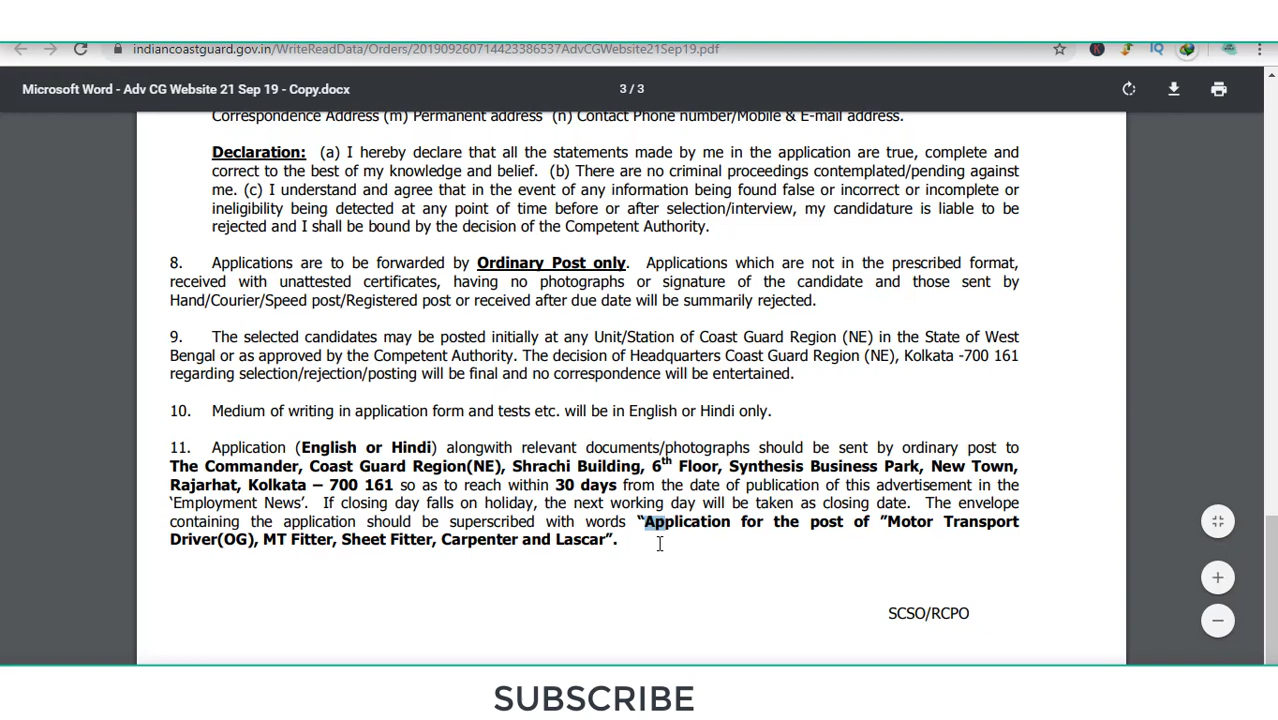 indiancoastguard.gov.in/WriteReadData/Orders/201909260714423386537AdvCGWebsite21Sep19.pdf
Microsoft Word - Adv CG Website 21 Sep 19 - Copy.docx
3 / 3
Correspondence Address (m) Permanent address (n) Contact Phone number/Mobile & E-mail address.
Declaration: (a) I hereby declare that all the statements made by me in the application are true, complete and
correct to the best of my knowledge and belief. (b) There are no criminal proceedings contemplated/pending against
me. (c) I understand and agree that in the event of any information being found false or incorrect or incomplete or
ineligibility being detected at any point of time before or after selection/interview, my candidature is liable to be
rejected and I shall be bound by the decision of the Competent Authority.
8. Applications are to be forwarded by Ordinary Post only. Applications which are not in the prescribed format,
received with unattested certificates, having no photographs or signature of the candidate and those sent by
Hand/Courier/Speed post/Registered post or received after due date will be summarily rejected.
9. The selected candidates may be posted initially at any Unit/Station of Coast Guard Region (NE) in the State of West
Bengal or as approved by the Competent Authority. The decision of Headquarters Coast Guard Region (NE), Kolkata -700 161
regarding selection/rejection/posting will be final and no correspondence will be entertained.
10. Medium of writing in application form and tests etc. will be in English or Hindi only.
11. Application (English or Hindi) alongwith relevant documents/photographs should be sent by ordinary post to
The Commander, Coast Guard Region(NE), Shrachi Building, 6th Floor, Synthesis Business Park, New Town,
Rajarhat, Kolkata – 700 161 so as to reach within 30 days from the date of publication of this advertisement in the
‘Employment News’. If closing day falls on holiday, the next working day will be taken as closing date. The envelope
containing the application should be superscribed with words “Application for the post of ”Motor Transport
Driver(OG), MT Fitter, Sheet Fitter, Carpenter and Lascar”.
SCSO/RCPO
SUBSCRIBE